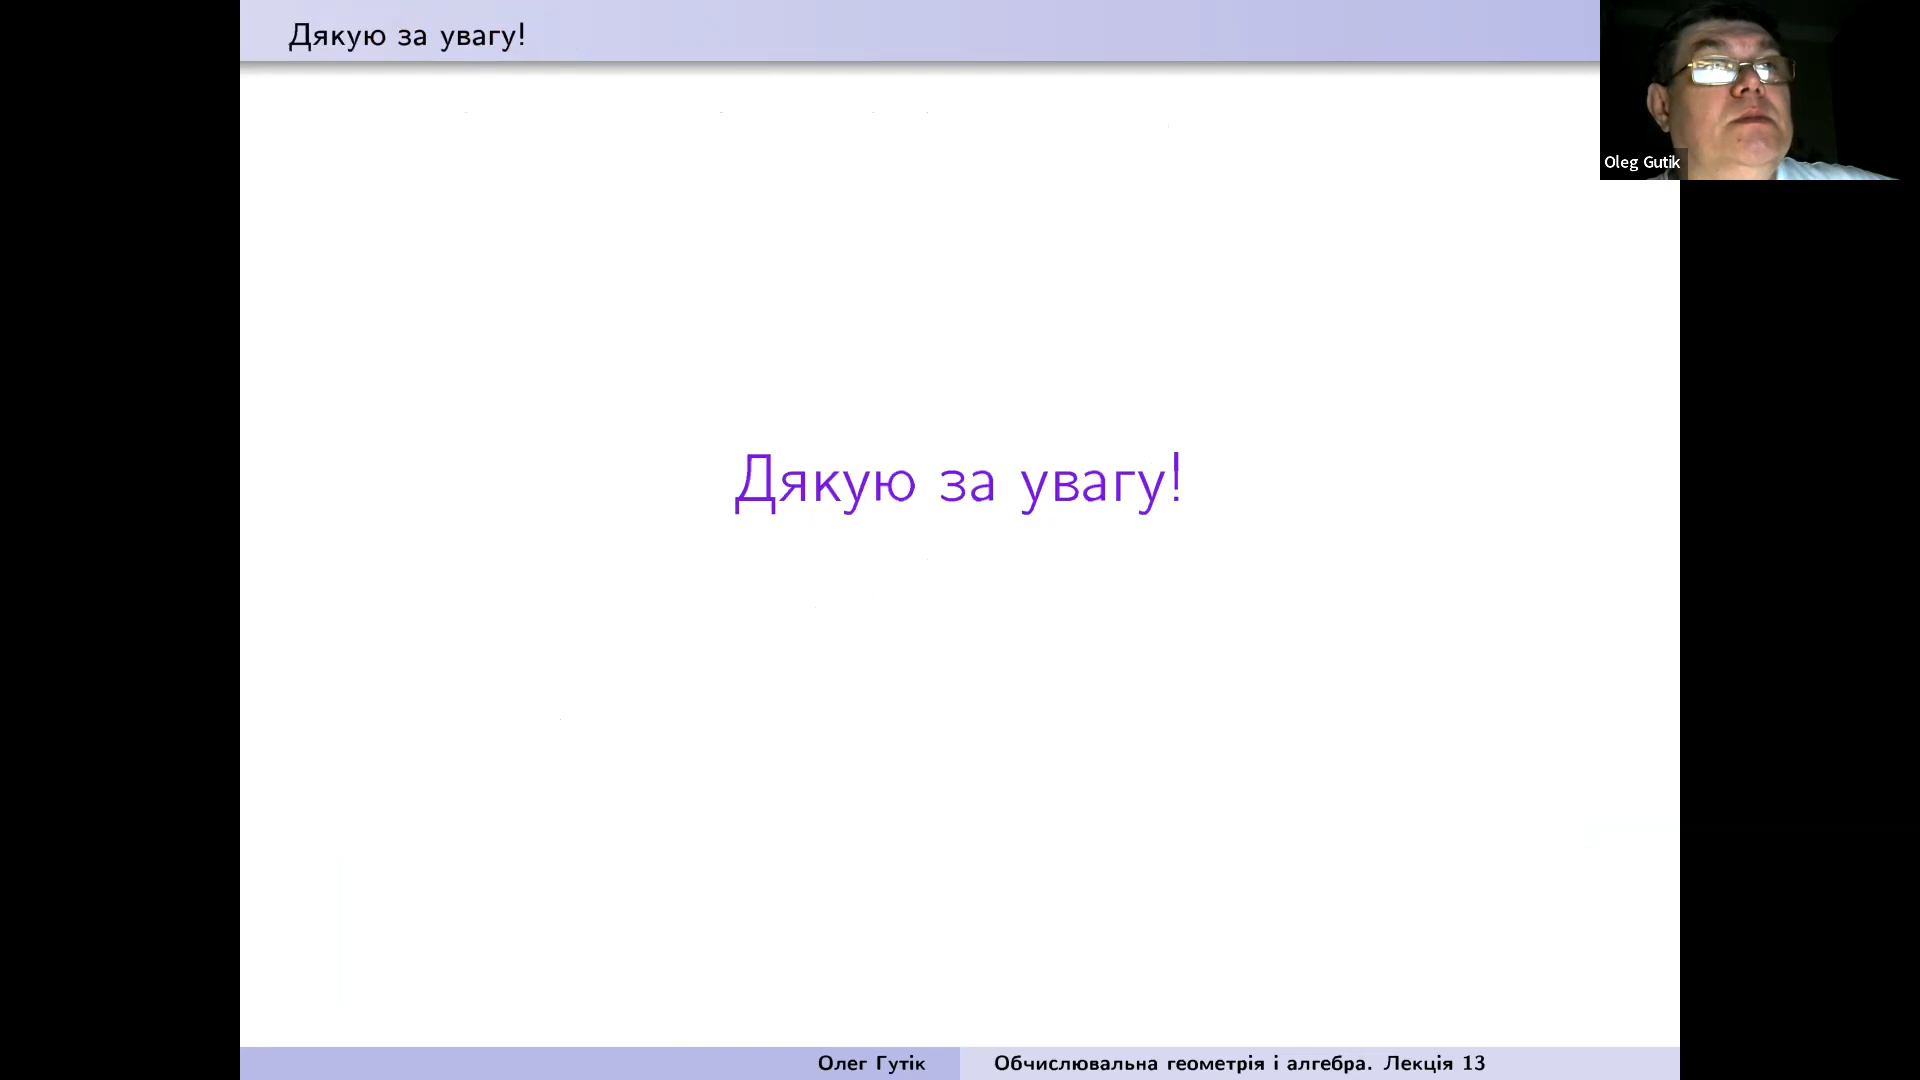 Дякую за увагу!
Oleg Gutik
Дякую за увагу!
Олег Гутік
Обчислювальна геометрія і алгебра. Лекція 13